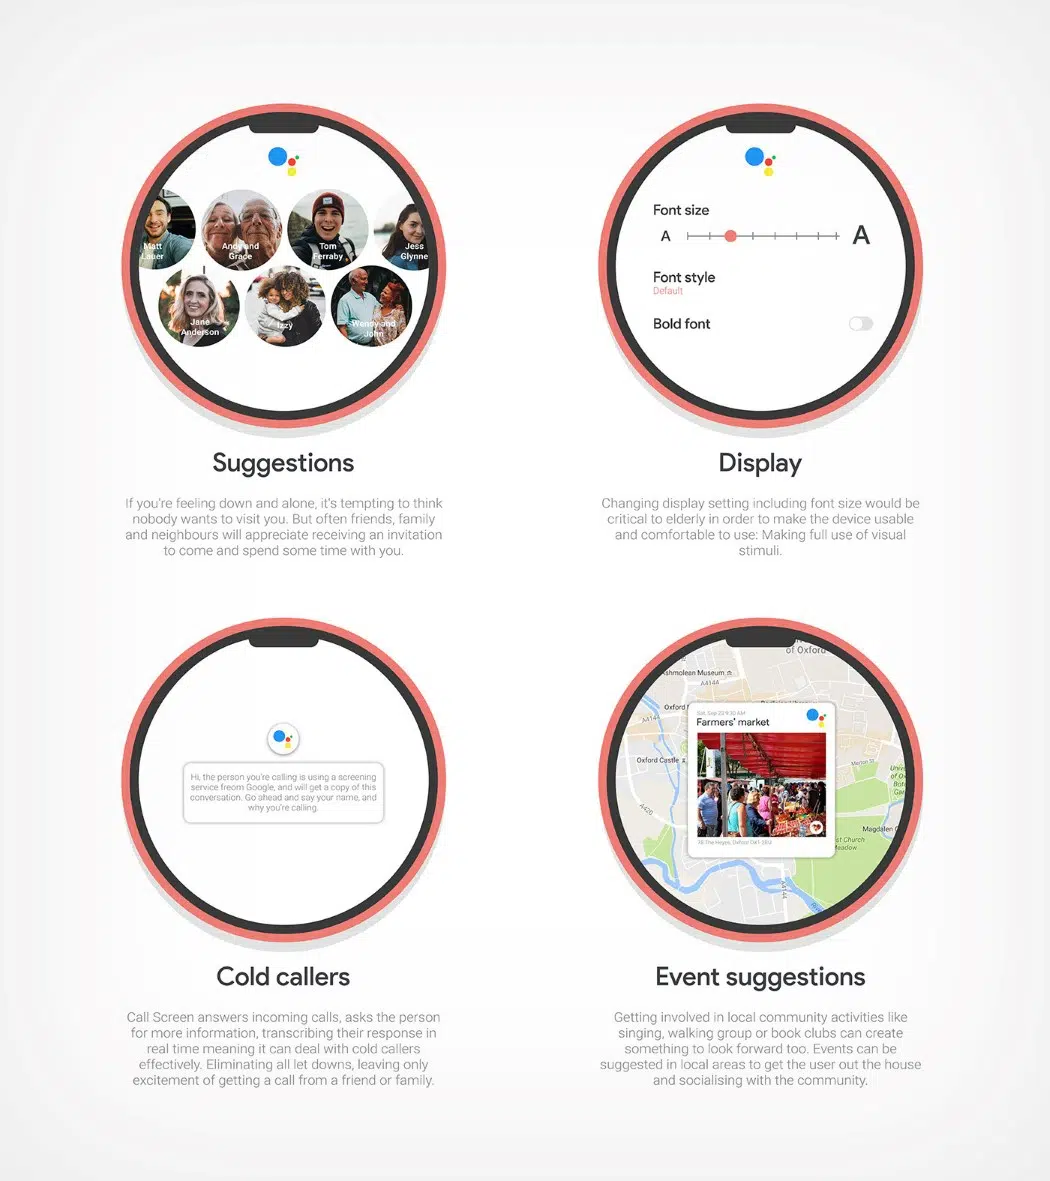 Matt
Lauer
Andy and
Grace
Tom
Ferraby
Jess
Glynne
Jane
Anderson
Izzy
Wendy and
John
Suggestions
If you're feeling down and alone, it's tempting to think
nobody wants to visit you. But often friends, family
and neighbours will appreciate receiving an invitation
to come and spend some time with you.
Font size
A A
Font style
Default
Bold font
Display
Changing display setting including font size would be
critical to elderly in order to make the device usable
and comfortable to use: Making full use of visual
stimuli.
Hi, the person you're calling is using a screening
service freom Google, and will get a copy of this
conversation. Go ahead and say your name, and
why you're calling.
Cold callers
Call Screen answers incoming calls, asks the person
for more information, transcribing their response in
real time meaning it can deal with cold callers
effectively. Eliminating all let downs, leaving only
excitement of getting a call from a friend or family.
of Oxford
Ashmolean Museum
A4144
Oxford
A4144
Farmers' market
Oxford Castle
Merton St
A420
Magdalen
Church
Meadow
Event suggestions
Getting involved in local community activities like
singing, walking group or book clubs can create
something to look forward too. Events can be
suggested in local areas to get the user out the house
and socialising with the community.